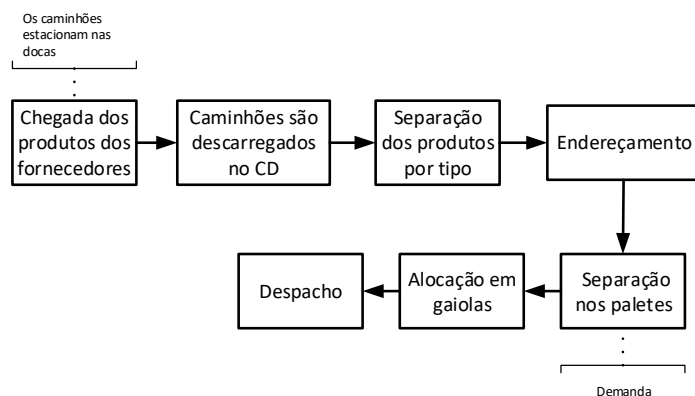 Os caminhões
estacionam nas
docas
Chegada dos
produtos dos
fornecedores
Caminhões são
descarregados
no CD
Separação
dos produtos
por tipo
Endereçamento
Despacho
Alocação em
gaiolas
Separação
nos paletes
Demanda